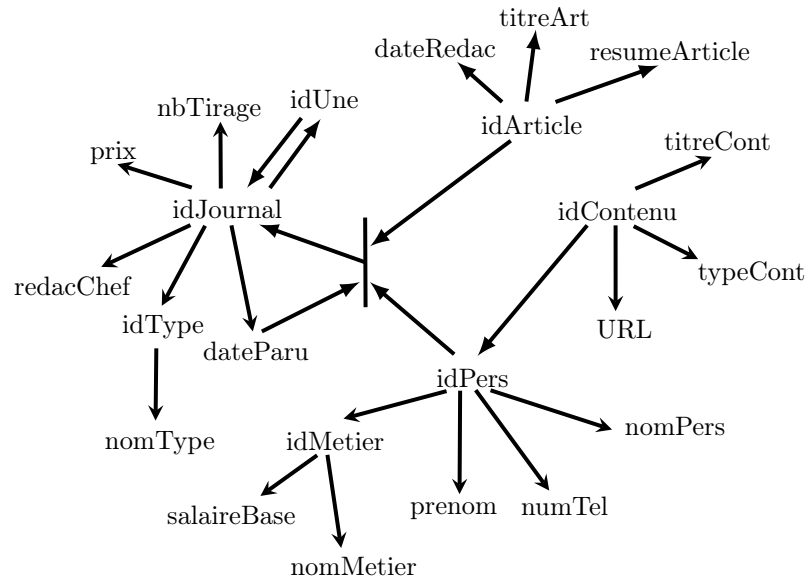 titreArt
dateRedac
resumeArticle
nbTirage
idUne
idArticle
titreCont
prix
idJournal
idContenu
redacChef
typeCont
idType
URL
dateParu
idPers
nomType
idMetier
nomPers
salaireBase
prenom
numTel
nomMetier